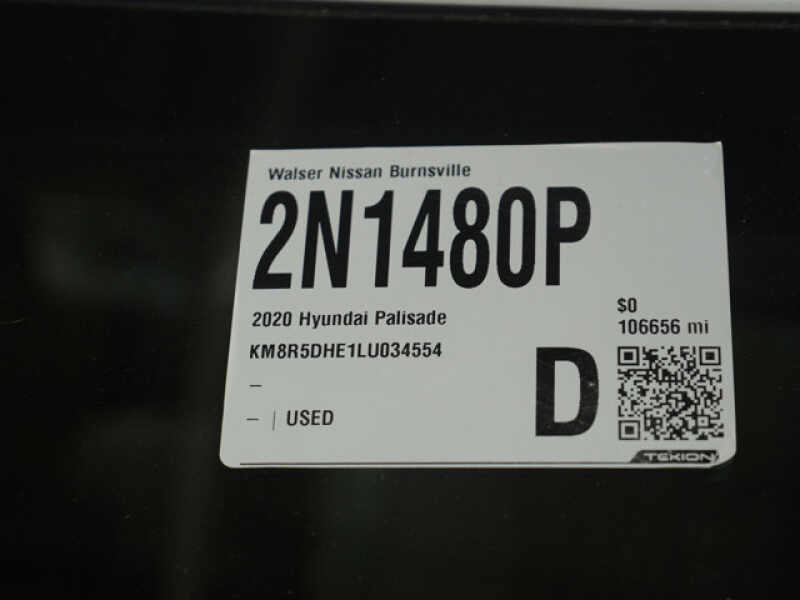 Walser Nissan Burnsville
2N1480P
2020 Hyundai Palisade
KM8R5DHE1LU034554
–
– | USED
$0
106656 mi
D
TEKION